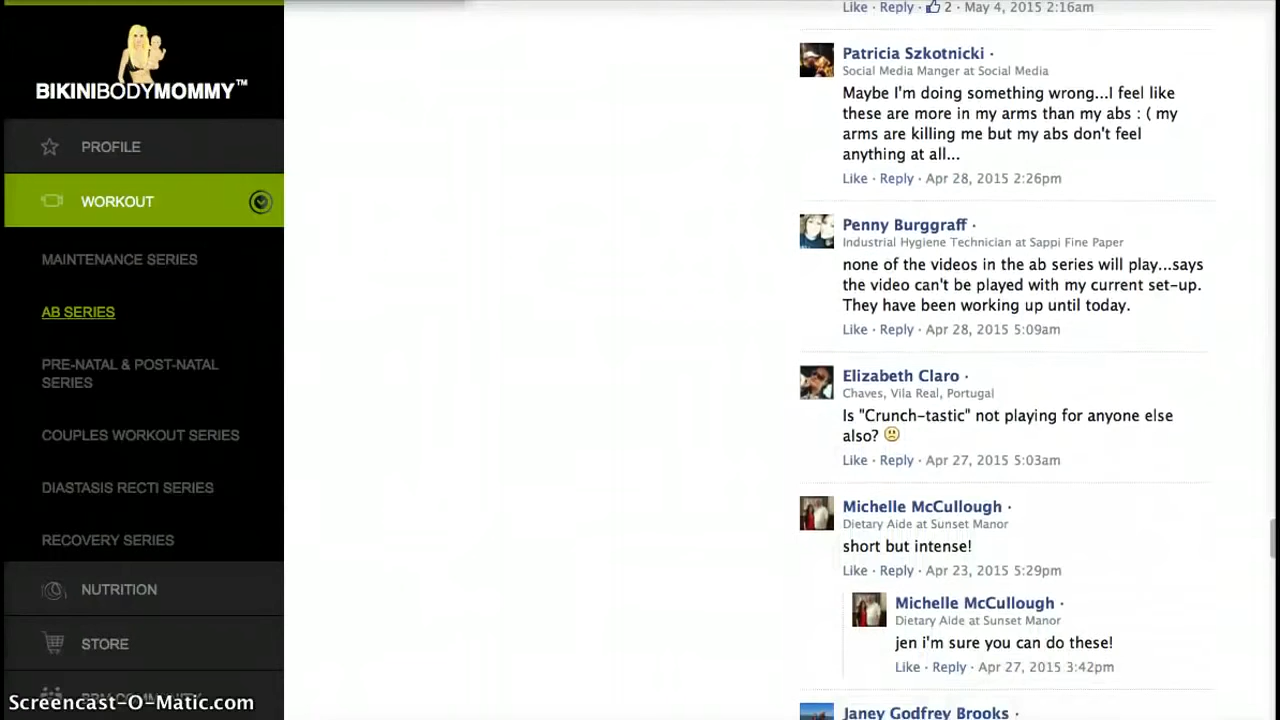 BIKINIBODYMOMMY™
PROFILE
WORKOUT
MAINTENANCE SERIES
AB SERIES
PRE-NATAL & POST-NATAL
SERIES
COUPLES WORKOUT SERIES
DIASTASIS RECTI SERIES
RECOVERY SERIES
NUTRITION
STORE
BBM COMMUNITY
Screencast-O-Matic.com
Like · Reply · 2 · May 4, 2015 2:16am
Patricia Szkotnicki ·
Social Media Manger at Social Media
Maybe I'm doing something wrong...I feel like
these are more in my arms than my abs : ( my
arms are killing me but my abs don't feel
anything at all...
Like · Reply · Apr 28, 2015 2:26pm
Penny Burggraff ·
Industrial Hygiene Technician at Sappi Fine Paper
none of the videos in the ab series will play...says
the video can't be played with my current set-up.
They have been working up until today.
Like · Reply · Apr 28, 2015 5:09am
Elizabeth Claro ·
Chaves, Vila Real, Portugal
Is "Crunch-tastic" not playing for anyone else
also?
Like · Reply · Apr 27, 2015 5:03am
Michelle McCullough ·
Dietary Aide at Sunset Manor
short but intense!
Like · Reply · Apr 23, 2015 5:29pm
Michelle McCullough ·
Dietary Aide at Sunset Manor
jen i'm sure you can do these!
Like · Reply · Apr 27, 2015 3:42pm
Janey Godfrey Brooks ·